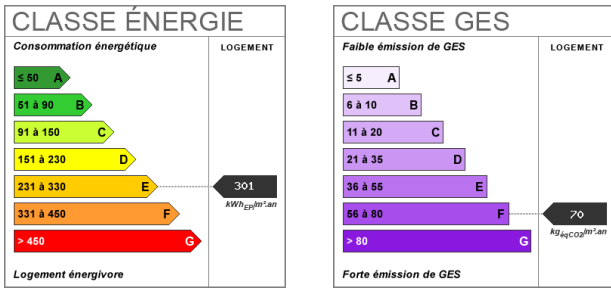 CLASSE ÉNERGIE
Consommation énergétique
LOGEMENT
≤ 50 A
51 à 90 B
91 à 150 C
151 à 230 D
231 à 330 E
301
kWhEP/m².an
331 à 450 F
> 450 G
Logement énergivore
CLASSE GES
Faible émission de GES
LOGEMENT
≤ 5 A
6 à 10 B
11 à 20 C
21 à 35 D
36 à 55 E
56 à 80 F
70
kgéqCO2/m².an
> 80 G
Forte émission de GES